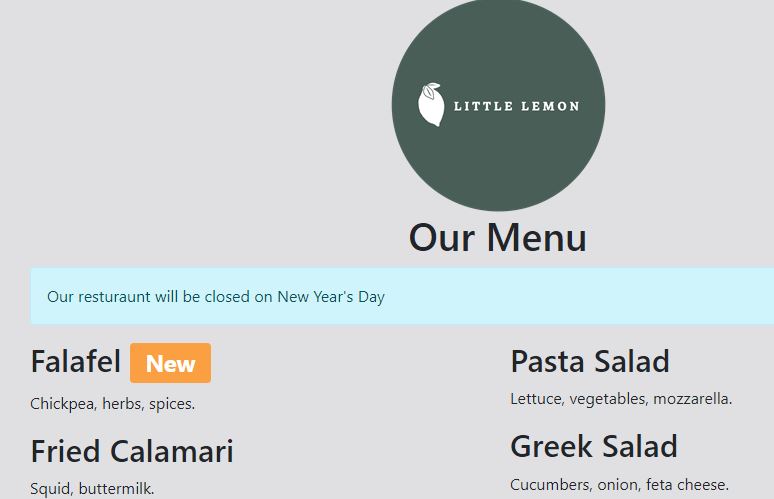 LITTLE LEMON
Our Menu
Our resturaunt will be closed on New Year's Day
Falafel New
Chickpea, herbs, spices.
Fried Calamari
Squid, buttermilk.
Pasta Salad
Lettuce, vegetables, mozzarella.
Greek Salad
Cucumbers, onion, feta cheese.